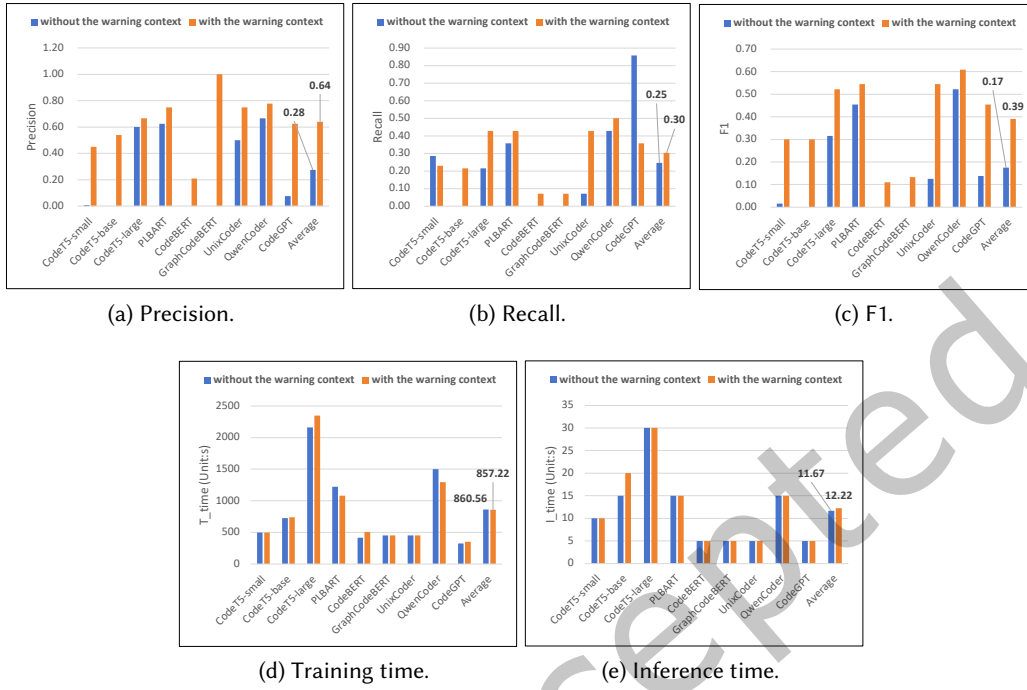 without the warning context with the warning context
1.20
1.00
0.80
0.60
0.40
0.20
0.00
Precision
0.28
0.64
CodeT5-small
CodeT5-base
CodeT5-large
PLBART
CodeBERT
GraphCodeBERT
UnixCoder
QwenCoder
CodeGPT
Average
(a) Precision.
without the warning context with the warning context
0.90
0.80
0.70
0.60
0.50
0.40
0.30
0.20
0.10
0.00
Recall
0.25
0.30
CodeT5-small
CodeT5-base
CodeT5-large
PLBART
CodeBERT
GraphCodeBERT
UnixCoder
QwenCoder
CodeGPT
Average
(b) Recall.
without the warning context with the warning context
0.70
0.60
0.50
0.40
0.30
0.20
0.10
0.00
F1
0.17
0.39
CodeT5-small
CodeT5-base
CodeT5-large
PLBART
CodeBERT
GraphCodeBERT
UnixCoder
QwenCoder
CodeGPT
Average
(c) F1.
without the warning context with the warning context
2500
2000
1500
1000
500
0
T_time (Unit:s)
857.22
860.56
CodeT5-small
CodeT5-base
CodeT5-large
PLBART
CodeBERT
GraphCodeBERT
UnixCoder
QwenCoder
CodeGPT
Average
(d) Training time.
without the warning context with the warning context
35
30
25
20
15
10
5
0
I_time (Unit:s)
11.67
12.22
CodeT5-small
CodeT5-base
CodeT5-large
PLBART
CodeBERT
GraphCodeBERT
UnixCoder
QwenCoder
CodeGPT
Average
(e) Inference time.
cepted